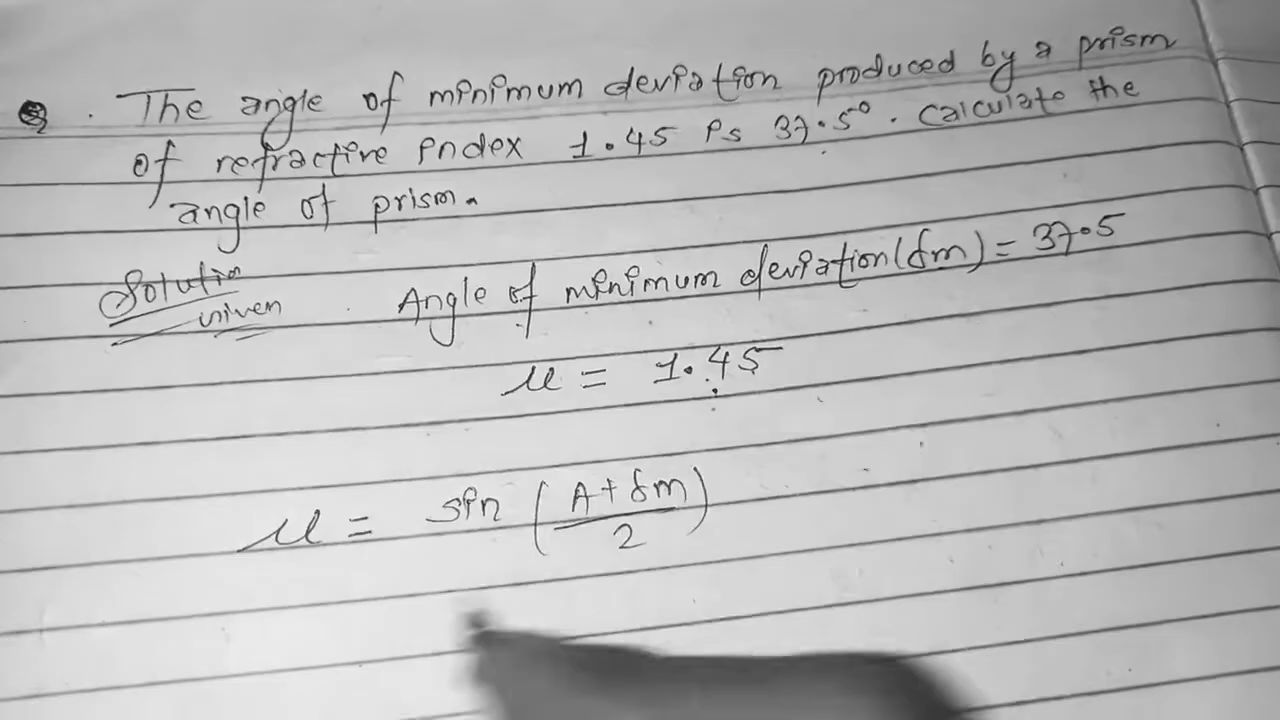 Q. The angle of minimum deviation produced by a prism
of refractive index 1.45 is 37.5°. Calculate the
angle of prism.
Solution
Given Angle of minimum deviation (δm) = 37.5
μ = 1.45
μ = sin (A + δm / 2)